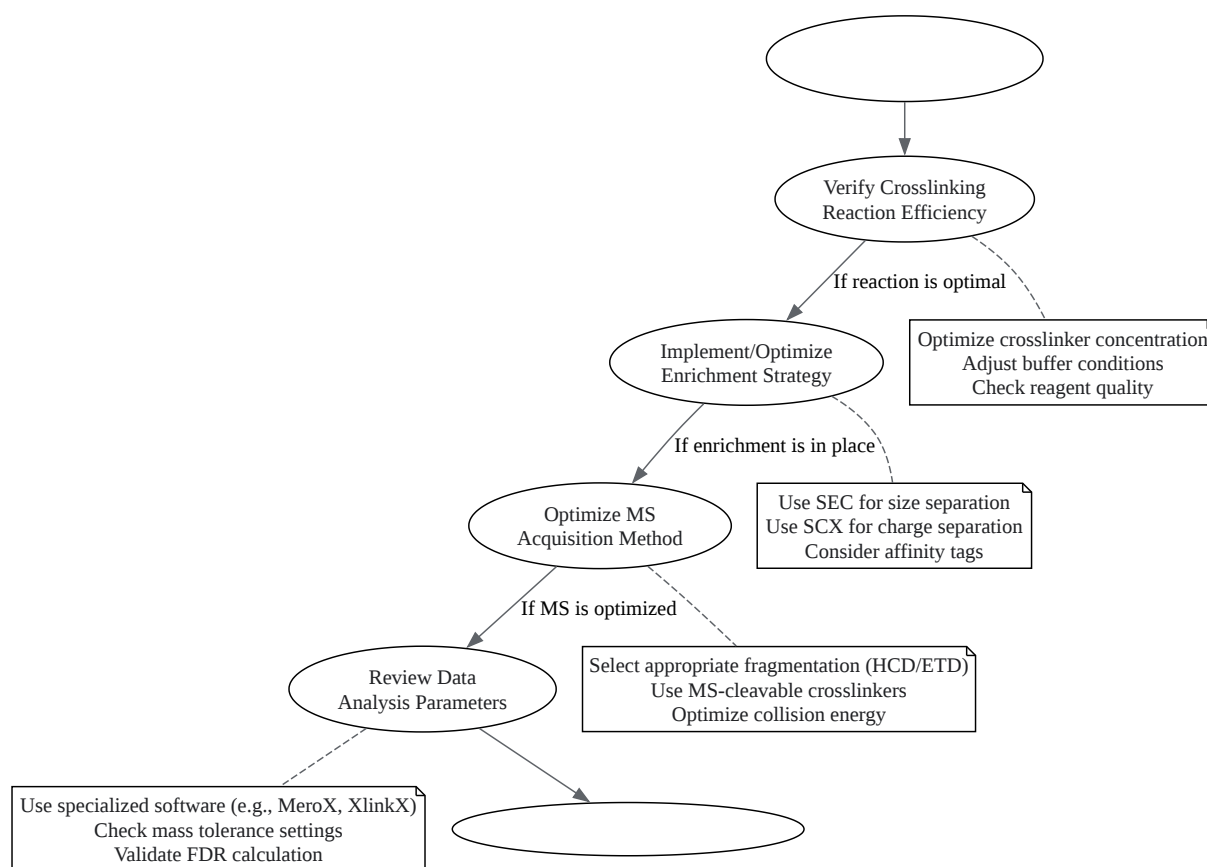 Verify Crosslinking
Reaction Efficiency
If reaction is optimal
Optimize crosslinker concentration
Adjust buffer conditions
Check reagent quality
Implement/Optimize
Enrichment Strategy
If enrichment is in place
Use SEC for size separation
Use SCX for charge separation
Consider affinity tags
Optimize MS
Acquisition Method
If MS is optimized
Select appropriate fragmentation (HCD/ETD)
Use MS-cleavable crosslinkers
Optimize collision energy
Review Data
Analysis Parameters
Use specialized software (e.g., MeroX, XlinkX)
Check mass tolerance settings
Validate FDR calculation